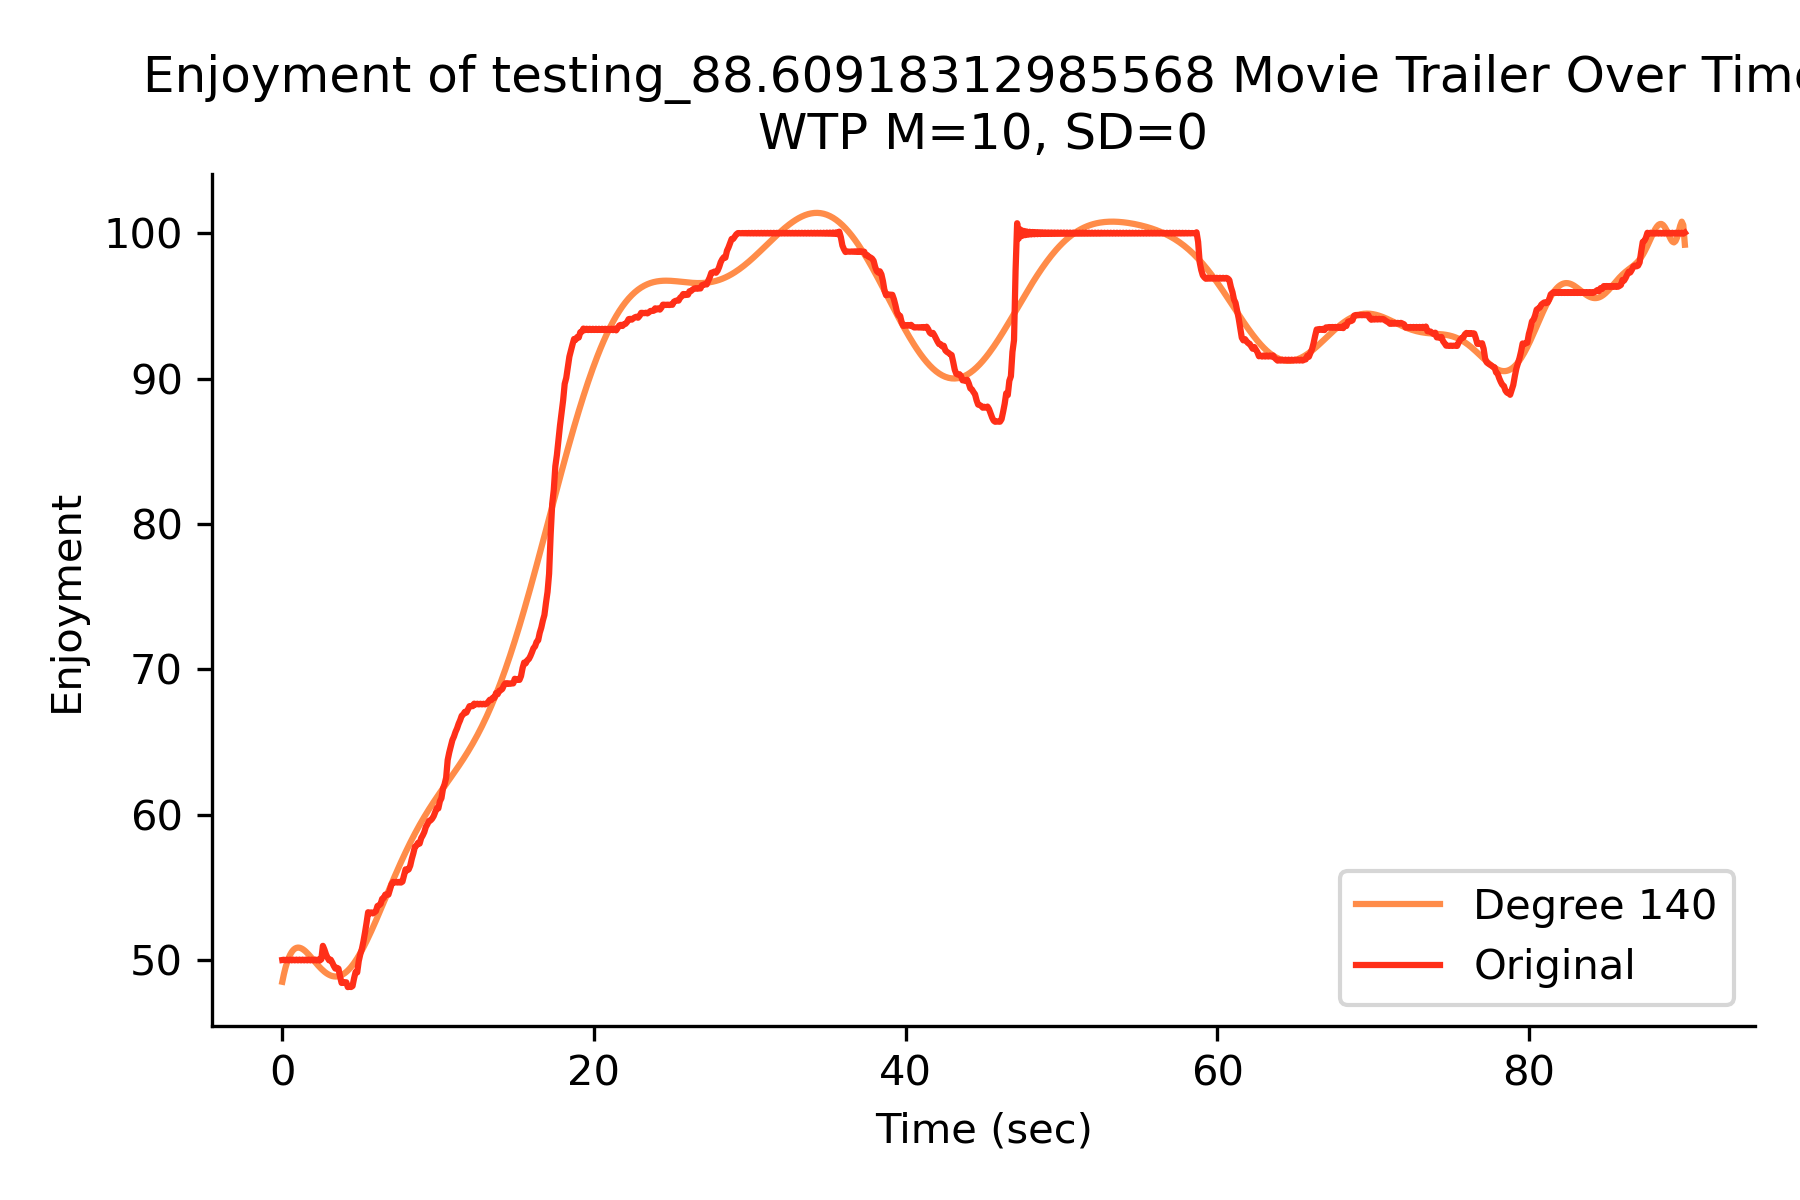 Enjoyment of testing_88.60918312985568 Movie Trailer Over Time
WTP M=10, SD=0
100
90
80
70
60
50
Enjoyment
Degree 140
Original
0 20 40 60 80
Time (sec)